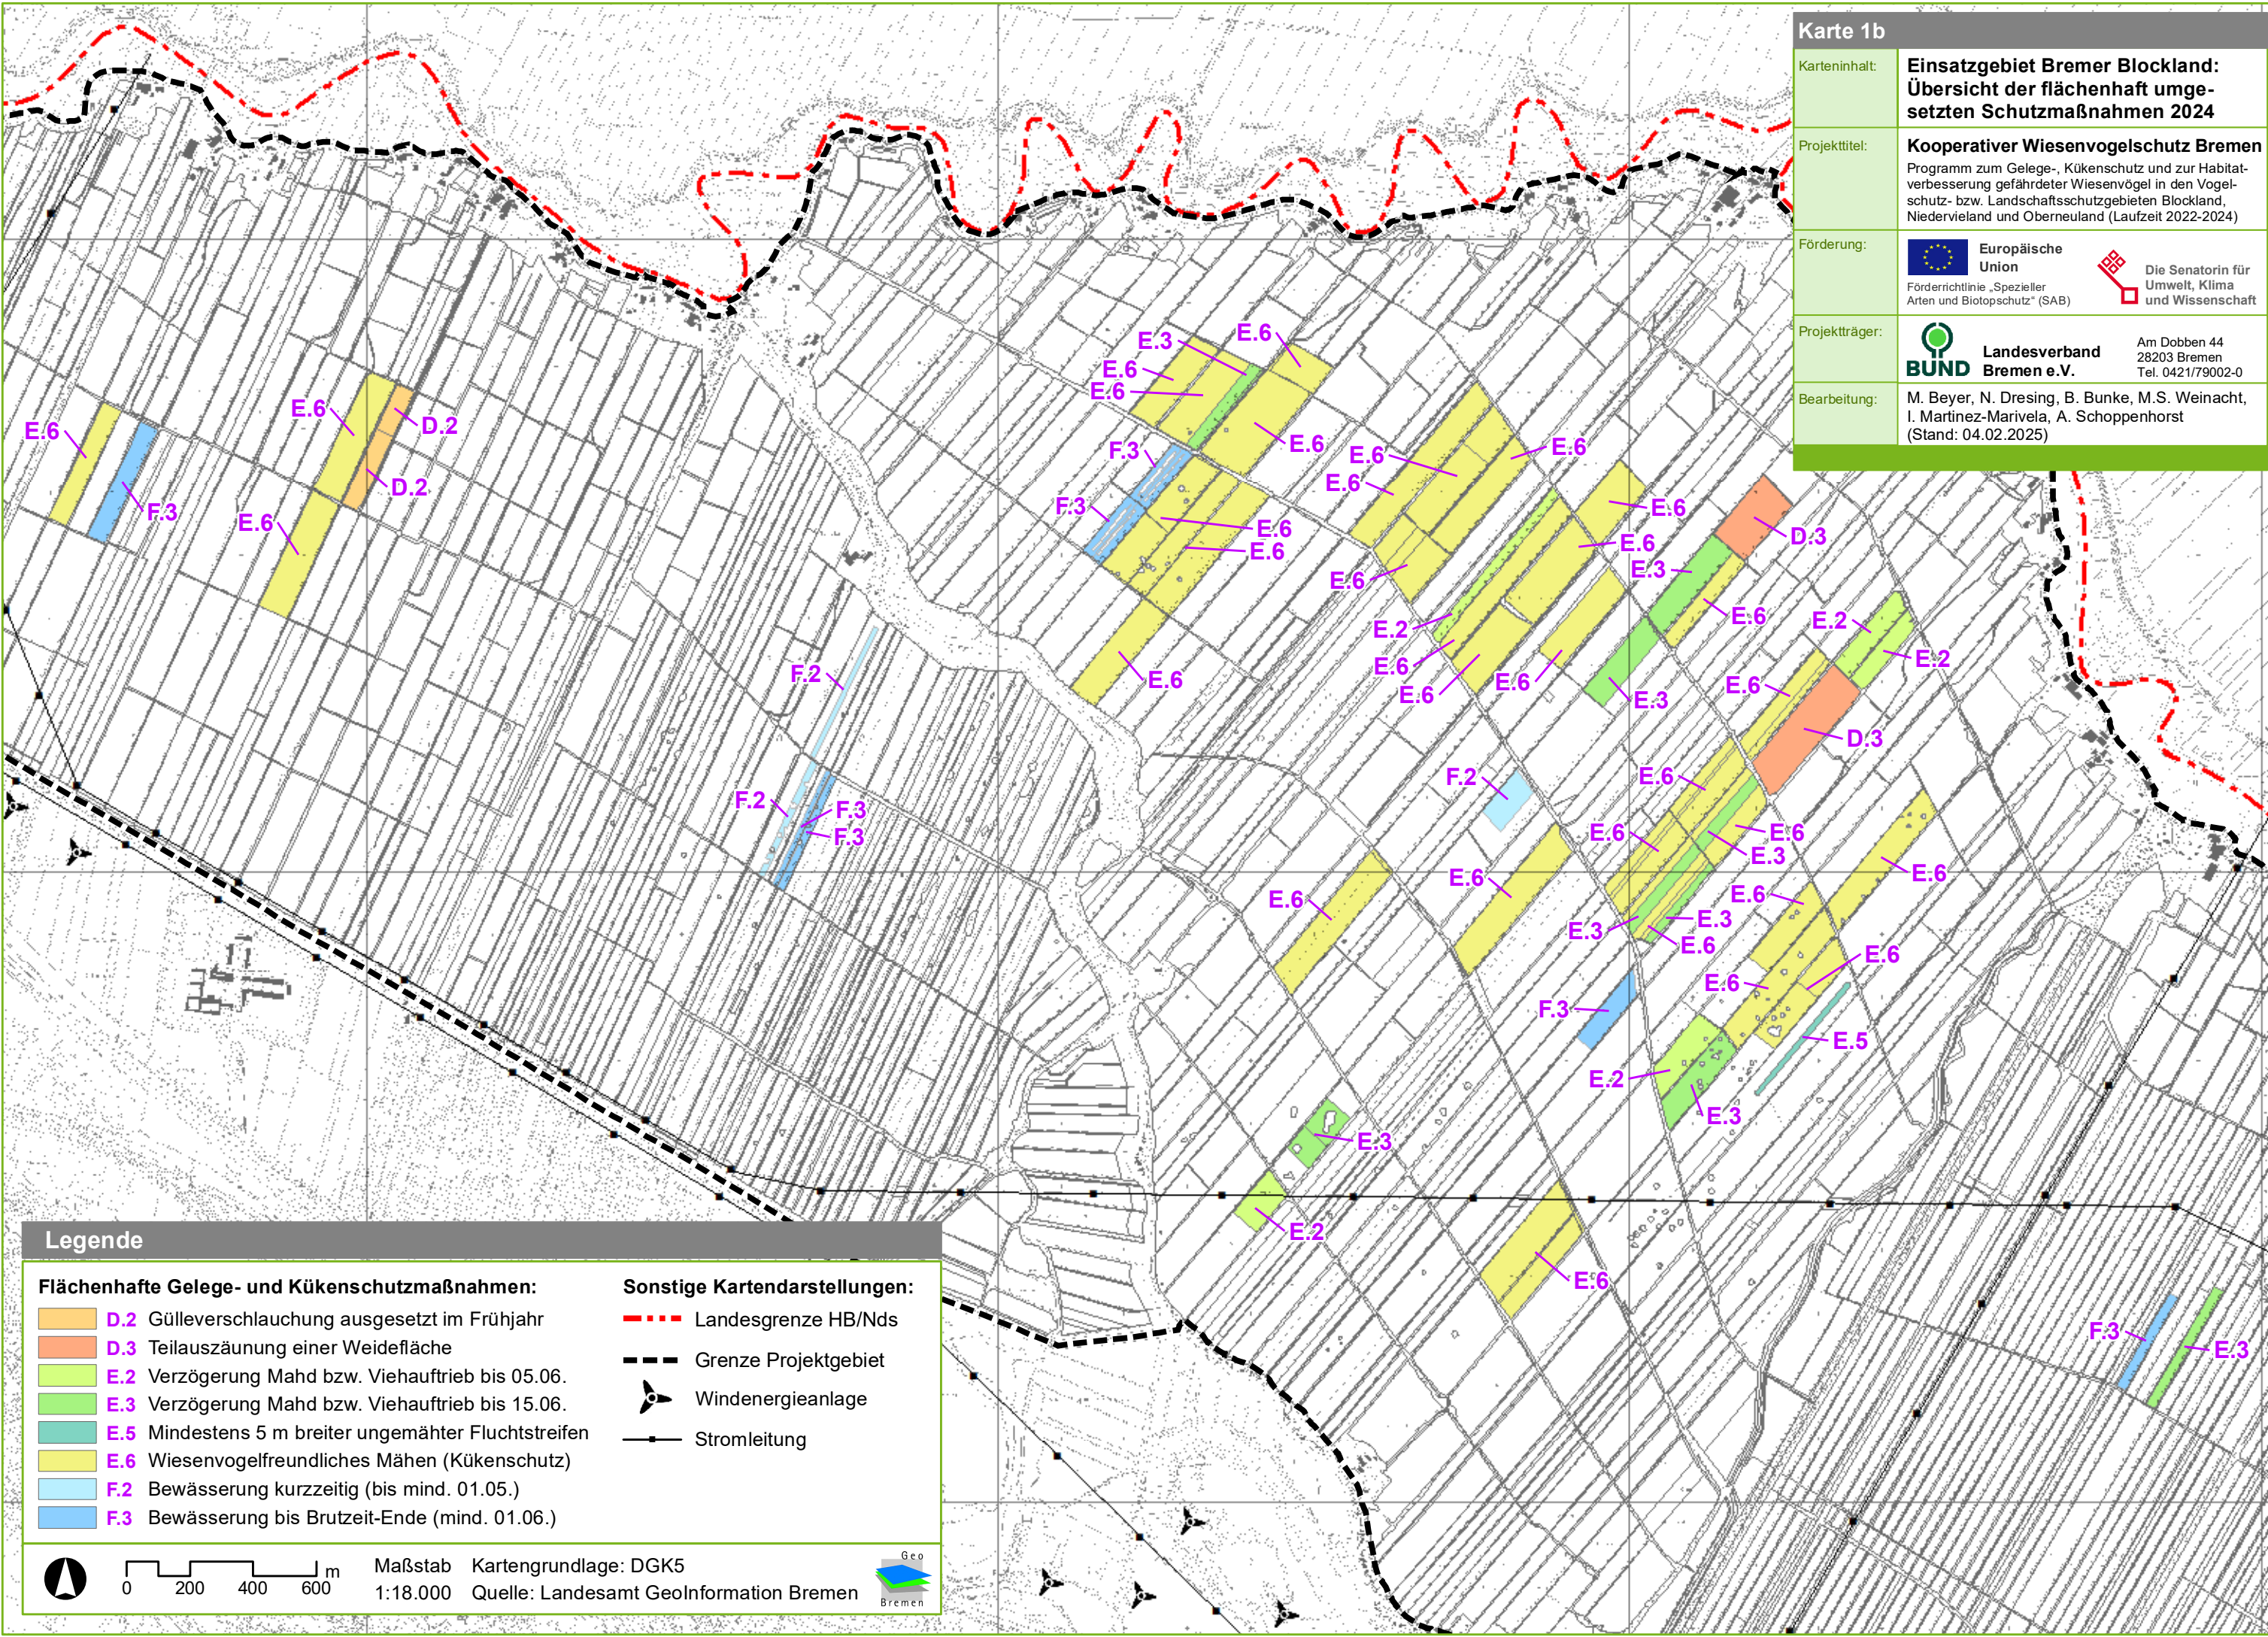 Karte 1b
Karteninhalt:
Einsatzgebiet Bremer Blockland:
Übersicht der flächenhaft umge-
setzten Schutzmaßnahmen 2024
Projekttitel:
Kooperativer Wiesenvogelschutz Bremen
Programm zum Gelege-, Kükenschutz und zur Habitat-
verbesserung gefährdeter Wiesenvögel in den Vogel-
schutz- bzw. Landschaftsschutzgebieten Blockland,
Niedervieland und Oberneuland (Laufzeit 2022-2024)
Förderung:
Europäische
Union
Förderrichtlinie „Spezieller
Arten und Biotopschutz“ (SAB)
Die Senatorin für
Umwelt, Klima
und Wissenschaft
Projektträger:
BUND
Landesverband
Bremen e.V.
Am Dobben 44
28203 Bremen
Tel. 0421/79002-0
Bearbeitung:
M. Beyer, N. Dresing, B. Bunke, M.S. Weinacht,
I. Martinez-Marivela, A. Schoppenhorst
(Stand: 04.02.2025)
E.6
E.3
E.6
E.6
E.6
D.2
E.6
E.6
E.6
F.3
E.6
E.6
D.2
E.6
F.3
F.3
E.6
E.6
E.6
D.3
E.6
E.6
E.3
E.6
E.6
E.2
E.2
E.6
E.2
E.6
F.2
E.6
E.6
E.6
E.6
E.3
D.3
E.6
F.2
F.2
F.3
F.3
E.6
E.6
E.3
E.6
E.6
E.6
E.6
E.3
E.3
E.6
E.6
E.6
F.3
E.5
E.2
E.3
E.3
E.2
E.6
F.3
E.3
Legende
Flächenhafte Gelege- und Kükenschutzmaßnahmen:
D.2 Gülleverschlauchung ausgesetzt im Frühjahr
D.3 Teilauszäunung einer Weidefläche
E.2 Verzögerung Mahd bzw. Viehauftrieb bis 05.06.
E.3 Verzögerung Mahd bzw. Viehauftrieb bis 15.06.
E.5 Mindestens 5 m breiter ungemähter Fluchtstreifen
E.6 Wiesenvogelfreundliches Mähen (Kükenschutz)
F.2 Bewässerung kurzzeitig (bis mind. 01.05.)
F.3 Bewässerung bis Brutzeit-Ende (mind. 01.06.)
Sonstige Kartendarstellungen:
Landesgrenze HB/Nds
Grenze Projektgebiet
Windenergieanlage
Stromleitung
0 200 400 600 m
Maßstab
1:18.000
Kartengrundlage: DGK5
Quelle: Landesamt GeoInformation Bremen
Geo
Bremen